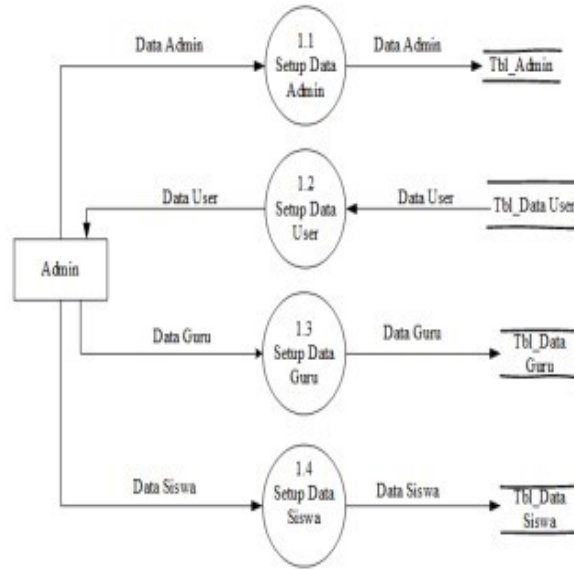 Data Admin
1.1
Setup Data
Admin
Data Admin
Tbl_Admin
Data User
1.2
Setup Data
User
Data User
Tbl_Data User
Admin
Data Guru
1.3
Setup Data
Guru
Data Guru
Tbl_Data
Guru
Data Siswa
1.4
Setup Data
Siswa
Data Siswa
Tbl_Data
Siswa